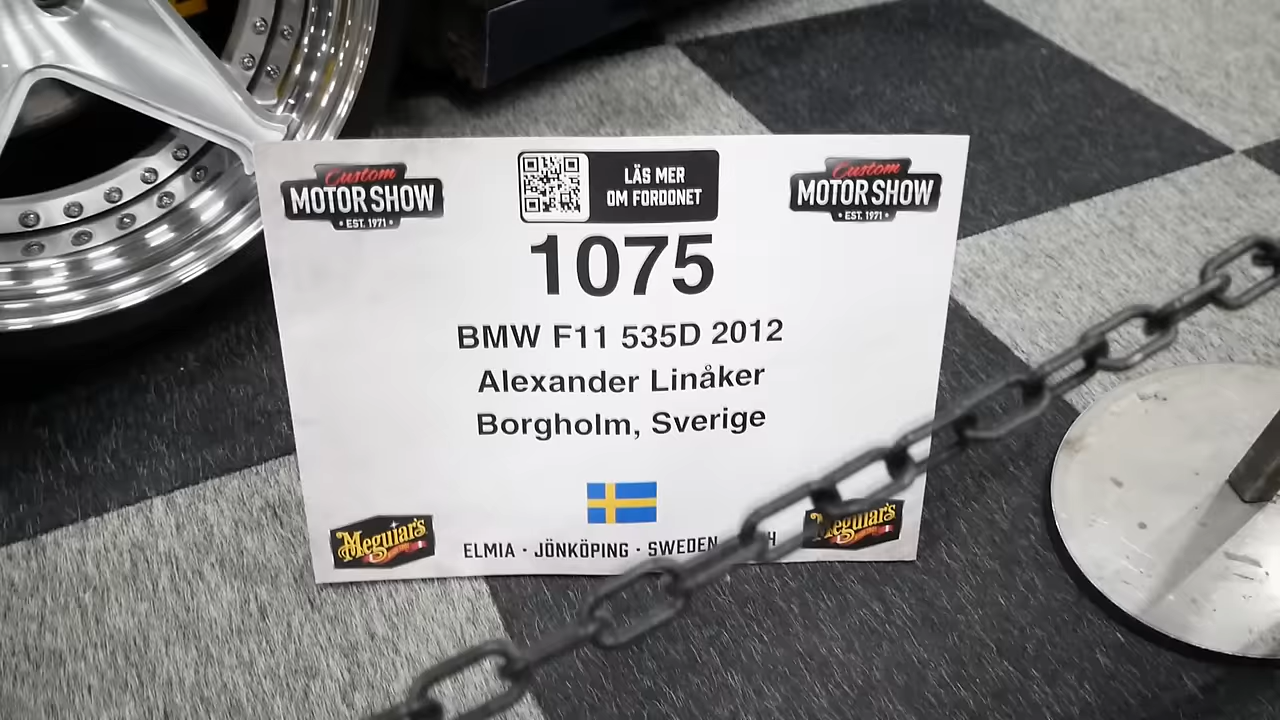 Custom
MOTOR SHOW
• EST. 1971 •
LÄS MER
OM FORDONET
Custom
MOTOR SHOW
• EST. 1971 •
1075
BMW F11 535D 2012
Alexander Linåker
Borgholm, Sverige
Meguiar's
ELMIA · JÖNKÖPING · SWEDEN
Meguiar's